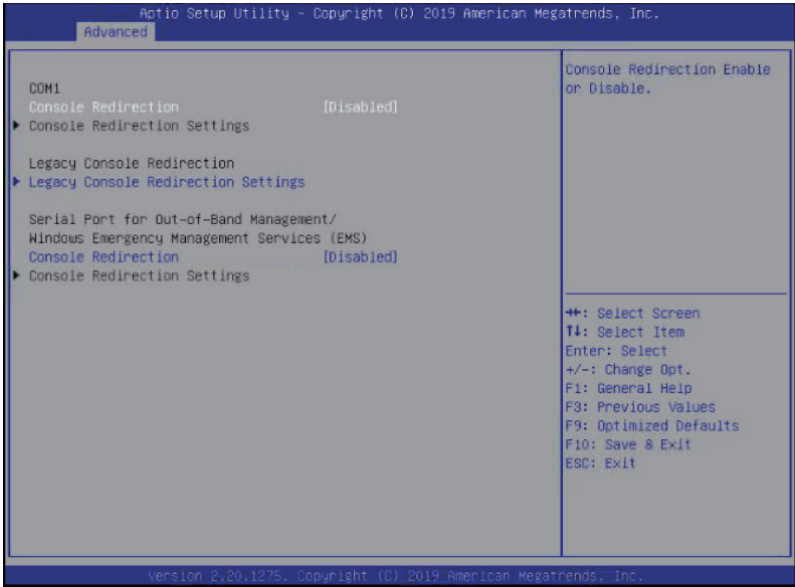 Aptio Setup Utility - Copyright (C) 2019 American Megatrends, Inc.
Advanced
COM1
Console Redirection [Disabled]
Console Redirection Settings
Legacy Console Redirection
Legacy Console Redirection Settings
Serial Port for Out-of-Band Management/
Windows Emergency Management Services (EMS)
Console Redirection [Disabled]
Console Redirection Settings
Console Redirection Enable
or Disable.
→←: Select Screen
↑↓: Select Item
Enter: Select
+/-: Change Opt.
F1: General Help
F3: Previous Values
F9: Optimized Defaults
F10: Save & Exit
ESC: Exit
Version 2.20.1275. Copyright (C) 2019 American Megatrends, Inc.